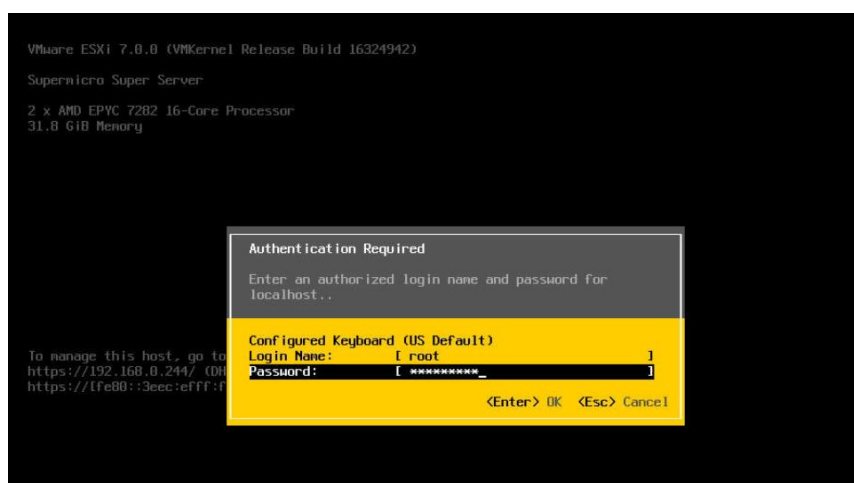 VMware ESXi 7.0.0 (VMKernel Release Build 16324942)
Supermicro Super Server
2 x AMD EPYC 7282 16-Core Processor
31.8 GiB Memory
Authentication Required
Enter an authorized login name and password for
localhost..
Configured Keyboard (US Default)
To manage this host, go to
Login Name: [ root ]
https://192.168.0.244/ (DH
Password: [ *********_ ]
https://[fe80::3eec:efff:f
<Enter> OK <Esc> Cancel